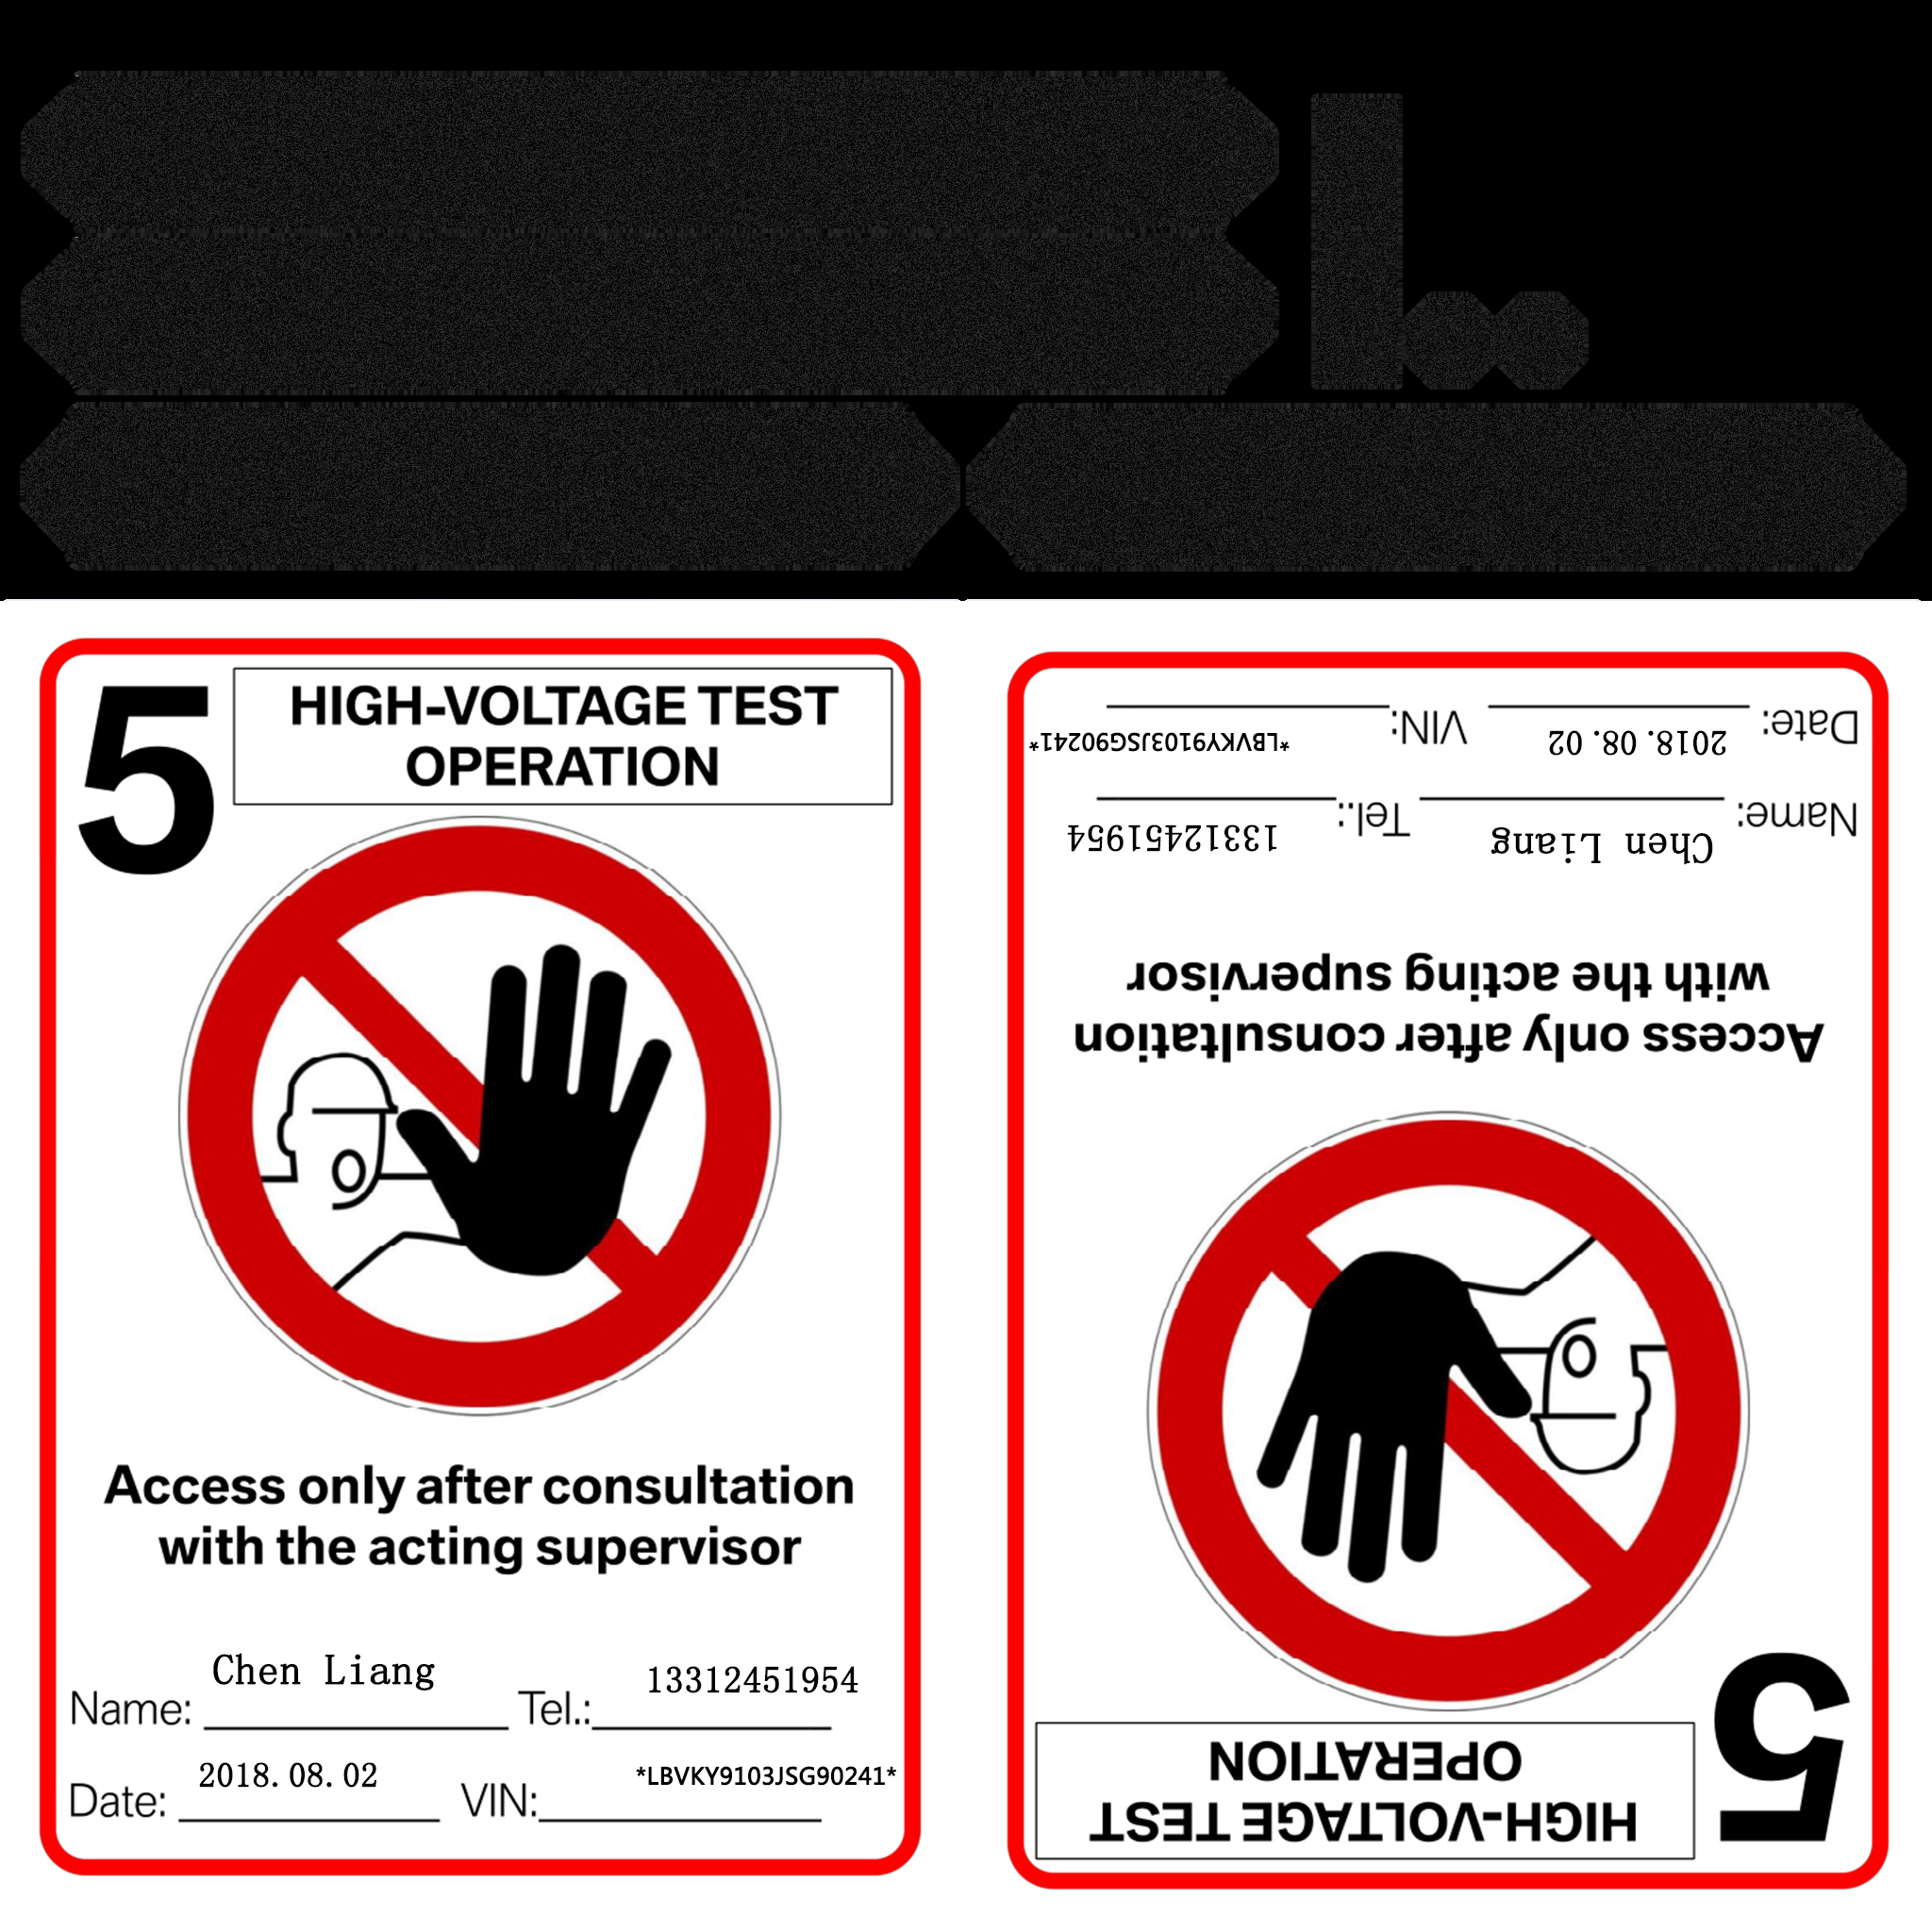 5
HIGH-VOLTAGE TEST
OPERATION
Access only after consultation
with the acting supervisor
Name: Chen Liang Tel.: 13312451954
Date: 2018.08.02 VIN: *LBVKY9103JSG90241*
5
HIGH-VOLTAGE TEST
OPERATION
Access only after consultation
with the acting supervisor
Name: Chen Liang Tel.: 13312451954
Date: 2018.08.02 VIN: *LBVKY9103JSG90241*